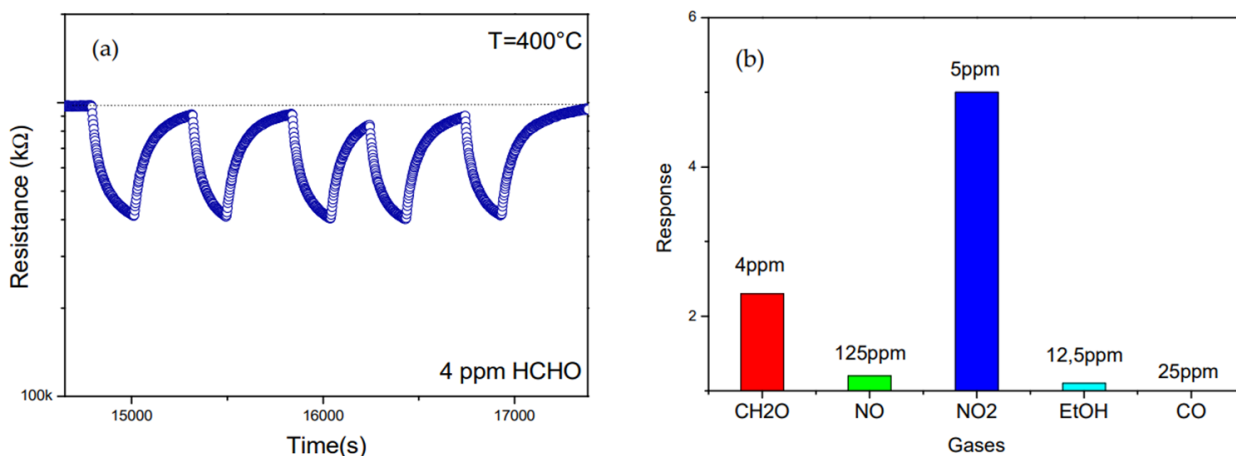 (a)
T=400°C
Resistance (kΩ)
100k
4 ppm HCHO
15000 16000 17000
Time(s)
(b)
6
4
2
Response
4ppm
125ppm
5ppm
12,5ppm
25ppm
CH2O NO NO2 EtOH CO
Gases